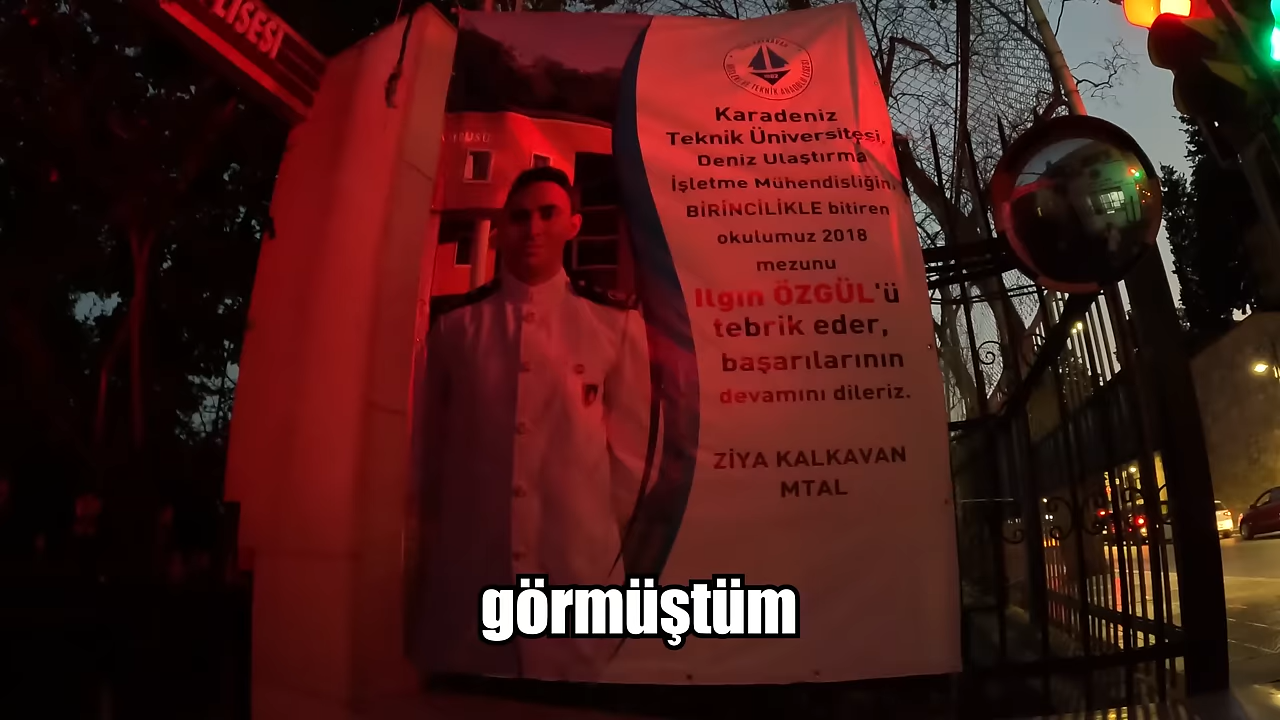 LİSESİ
Karadeniz
Teknik Üniversitesi,
Deniz Ulaştırma
İşletme Mühendisliğin
BİRİNCİLİKLE bitiren
okulumuz 2018
mezunu
Ilgın ÖZGÜL'ü
tebrik eder,
başarılarının
devamını dileriz.
ZİYA KALKAVAN
MTAL
görmüştüm